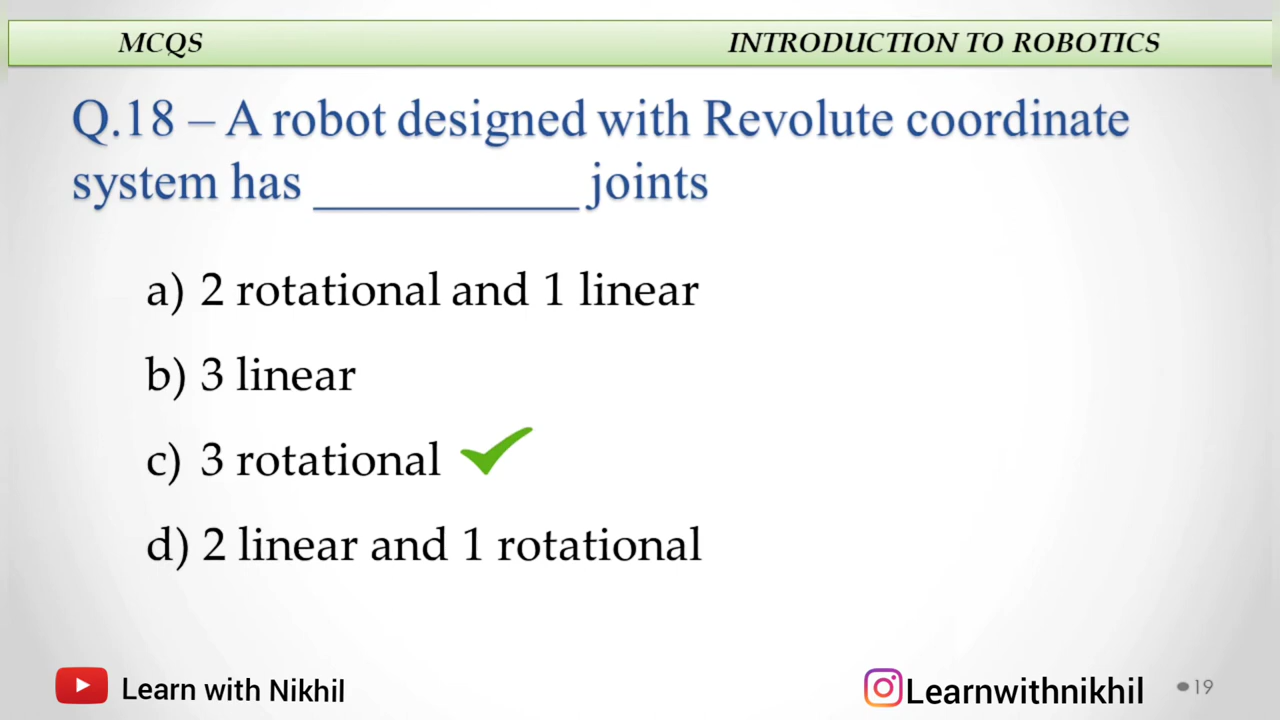 MCQS
INTRODUCTION TO ROBOTICS
Q.18 – A robot designed with Revolute coordinate
system has __________ joints
a) 2 rotational and 1 linear
b) 3 linear
c) 3 rotational
d) 2 linear and 1 rotational
Learn with Nikhil
Learnwithnikhil
19